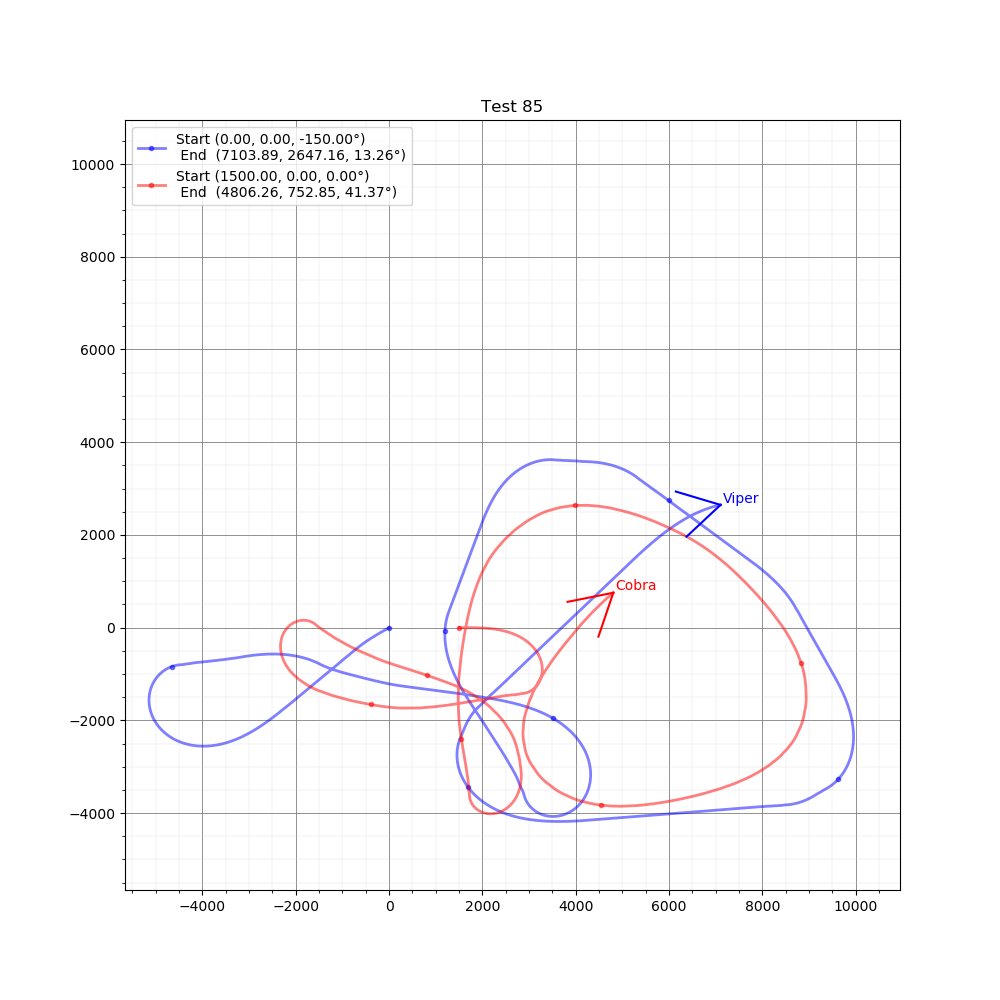 Test 85
Start (0.00, 0.00, -150.00°)
End  (7103.89, 2647.16, 13.26°)
Start (1500.00, 0.00, 0.00°)
End  (4806.26, 752.85, 41.37°)
10000
8000
6000
4000
2000
0
−2000
−4000
Viper
Cobra
−4000 −2000 0 2000 4000 6000 8000 10000